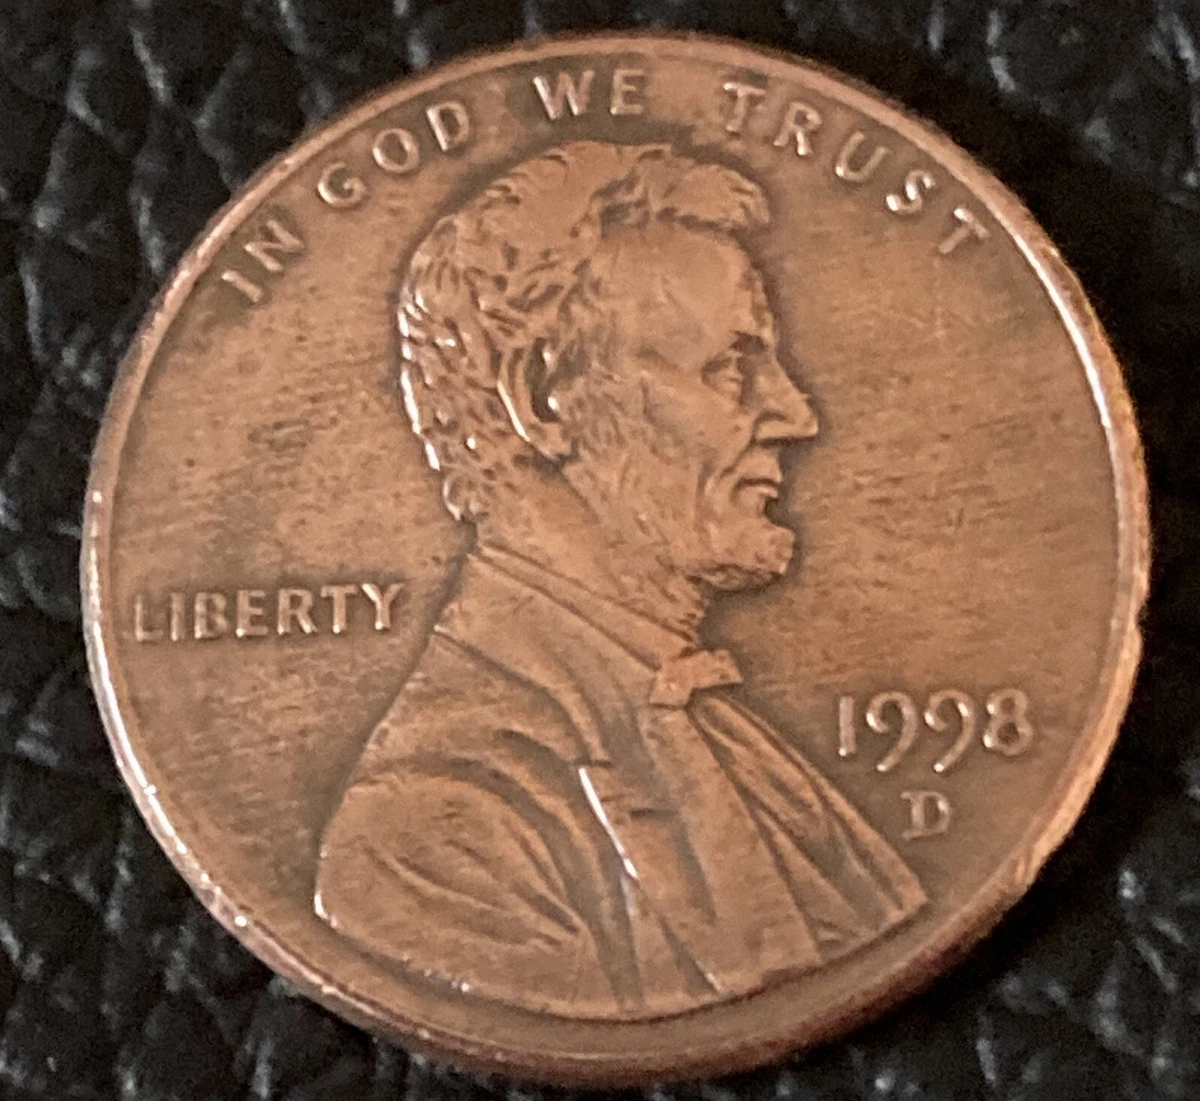 IN GOD WE TRUST
LIBERTY
1998
D